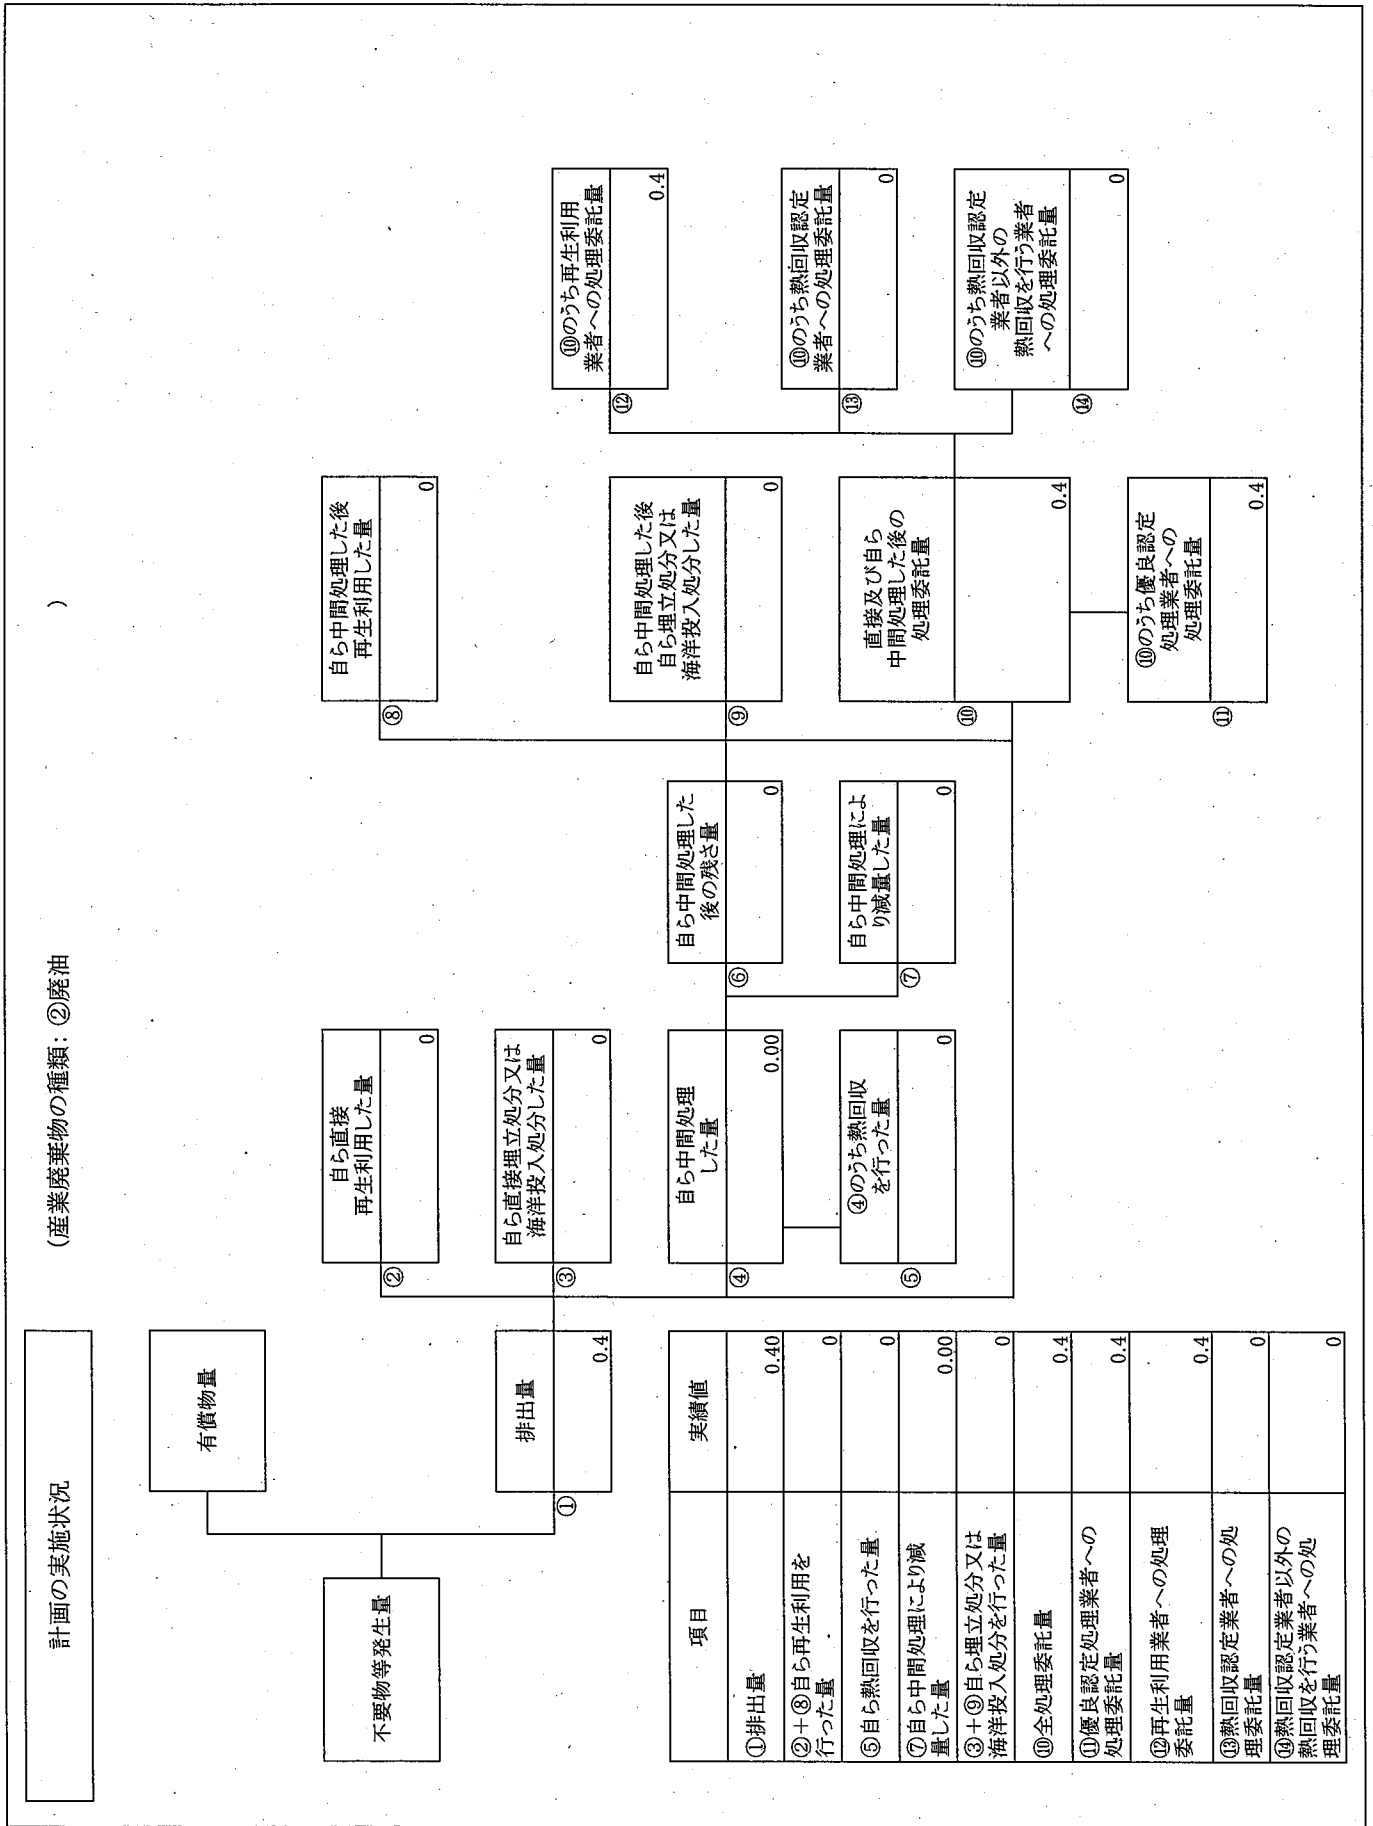 計画の実施状況
(産業廃棄物の種類：②廃油
)
不要物等発生量
有償物量
①
排出量
0.4
②
自ら直接
再生利用した量
0
③
自ら直接埋立処分又は
海洋投入処分した量
0
④
自ら中間処理
した量
0.00
⑤
④のうち熱回収
を行った量
0
⑥
自ら中間処理した
後の残さ量
0
⑦
自ら中間処理によ
り減量した量
0
⑧
自ら中間処理した後
再生利用した量
0
⑨
自ら中間処理した後
自ら埋立処分又は
海洋投入処分した量
0
⑩
直接及び自ら
中間処理した後の
処理委託量
0.4
⑪
⑩のうち優良認定
処理業者への
処理委託量
0.4
⑫
⑩のうち再生利用
業者への処理委託量
0.4
⑬
⑩のうち熱回収認定
業者への処理委託量
0
⑭
⑩のうち熱回収認定
業者以外の
熱回収を行う業者
への処理委託量
0
項目 実績値
①排出量 0.40
②+⑧自ら再生利用を
行った量 0
⑤自ら熱回収を行った量 0
⑦自ら中間処理により減
量した量 0.00
③+⑨自ら埋立処分又は
海洋投入処分を行った量 0
⑩全処理委託量 0.4
⑪優良認定処理業者への
処理委託量 0.4
⑫再生利用業者への処理
委託量 0.4
⑬熱回収認定業者への処
理委託量 0
⑭熱回収認定業者以外の
熱回収を行う業者への処
理委託量 0